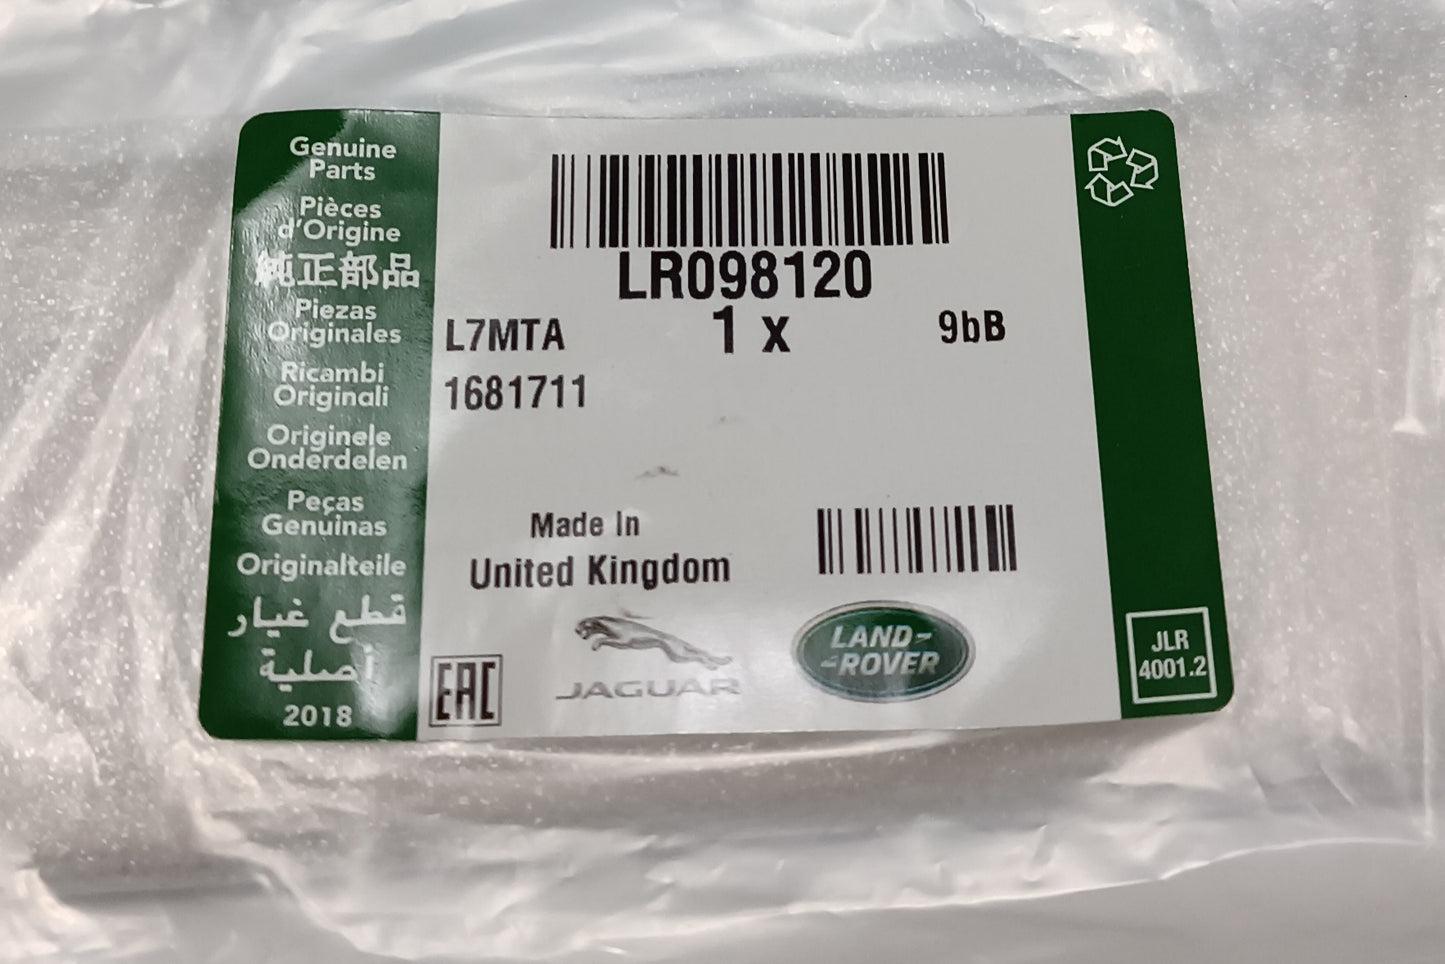 Genuine
Parts
Pièces
d'Origine
純正部品
Piezas
Originales
Ricambi
Originali
Originele
Onderdelen
Peças
Genuinas
Originalteile
قطع غيار
أصلية
2018
LR098120
L7MTA
1 x
9bB
1681711
Made In
United Kingdom
EAC
JAGUAR
LAND-
-ROVER
JLR
4001.2